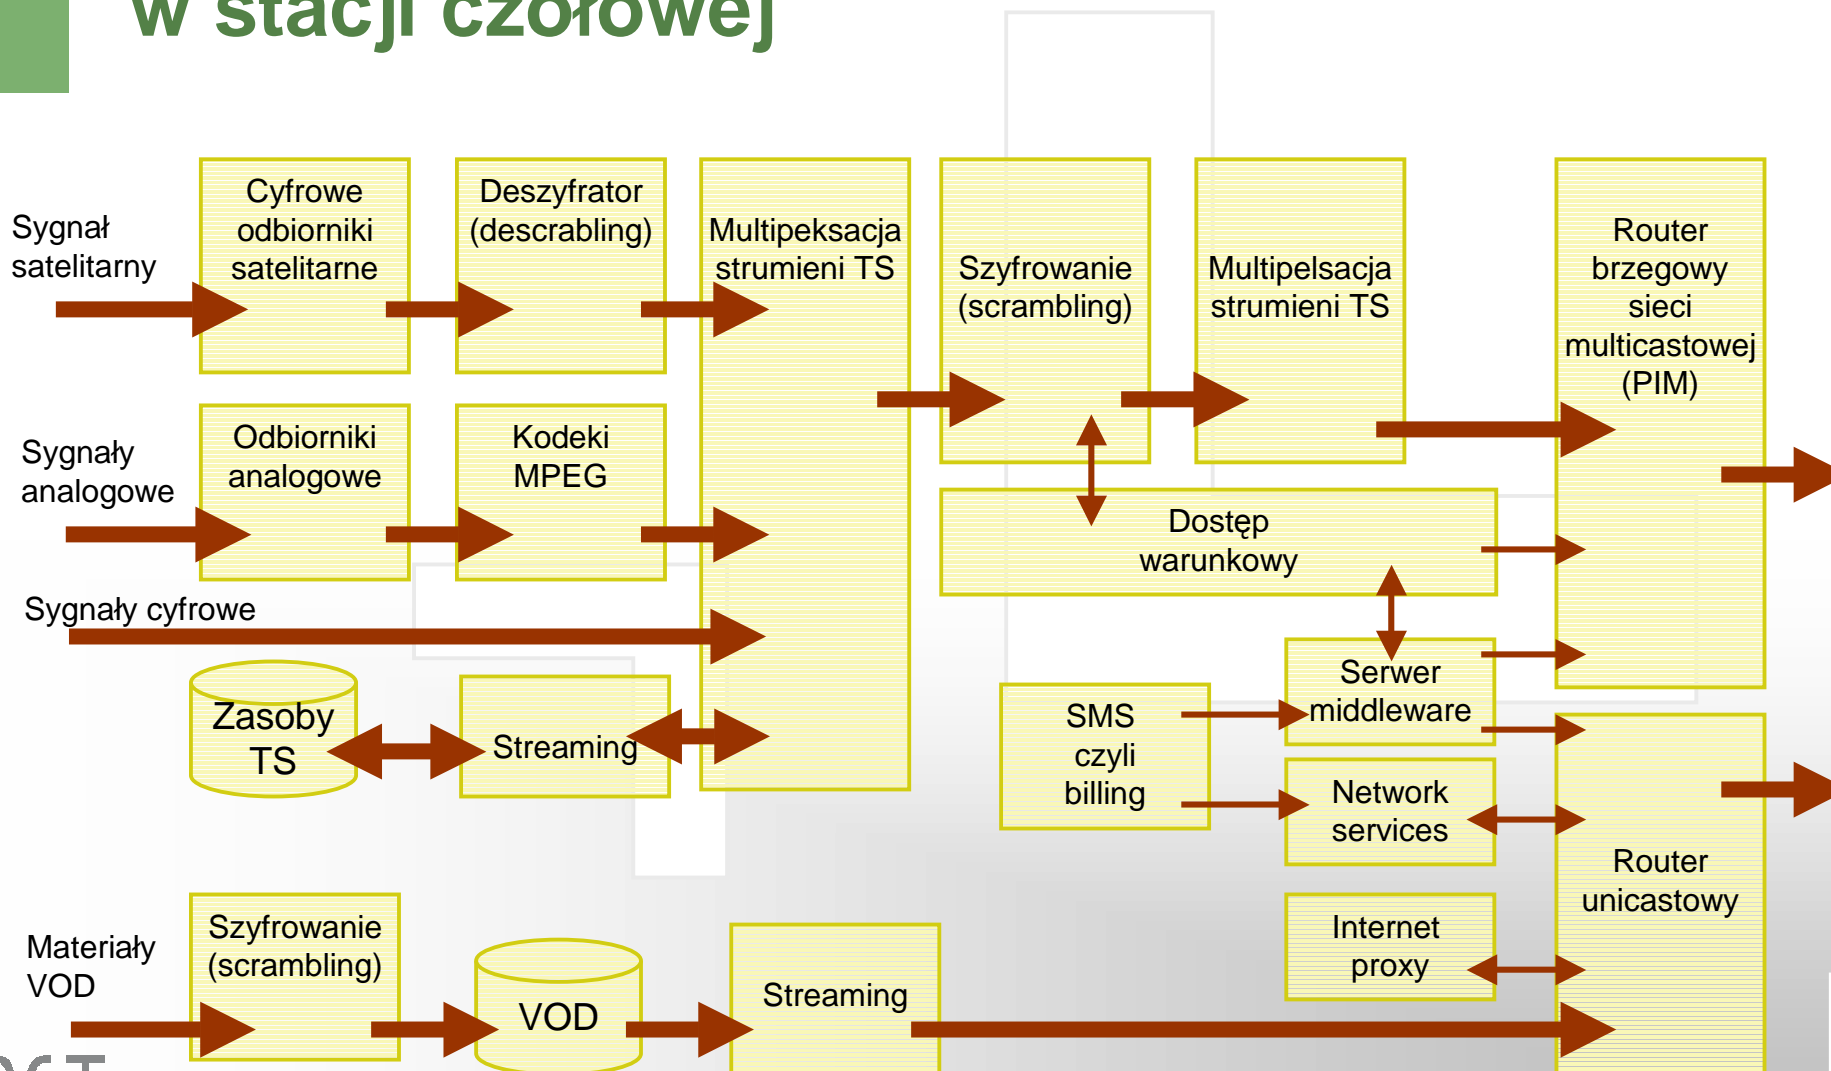 w stacji czołowej
Sygnał
satelitarny
Cyfrowe
odbiorniki
satelitarne
Deszyfrator
(descrabling)
Multipeksacja
strumieni TS
Szyfrowanie
(scrambling)
Multipelsacja
strumieni TS
Router
brzegowy
sieci
multicastowej
(PIM)
Sygnały
analogowe
Odbiorniki
analogowe
Kodeki
MPEG
Dostęp
warunkowy
Sygnały cyfrowe
Zasoby
TS
Streaming
SMS
czyli
billing
Serwer
middleware
Network
services
Router
unicastowy
Internet
proxy
Materiały
VOD
Szyfrowanie
(scrambling)
VOD
Streaming